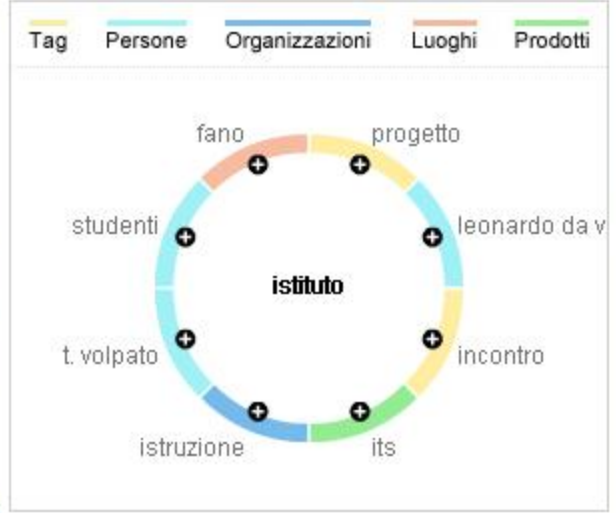 Tag Persone Organizzazioni Luoghi Prodotti
fano progetto
studenti leonardo da v
istituto
t. volpato incontro
istruzione its